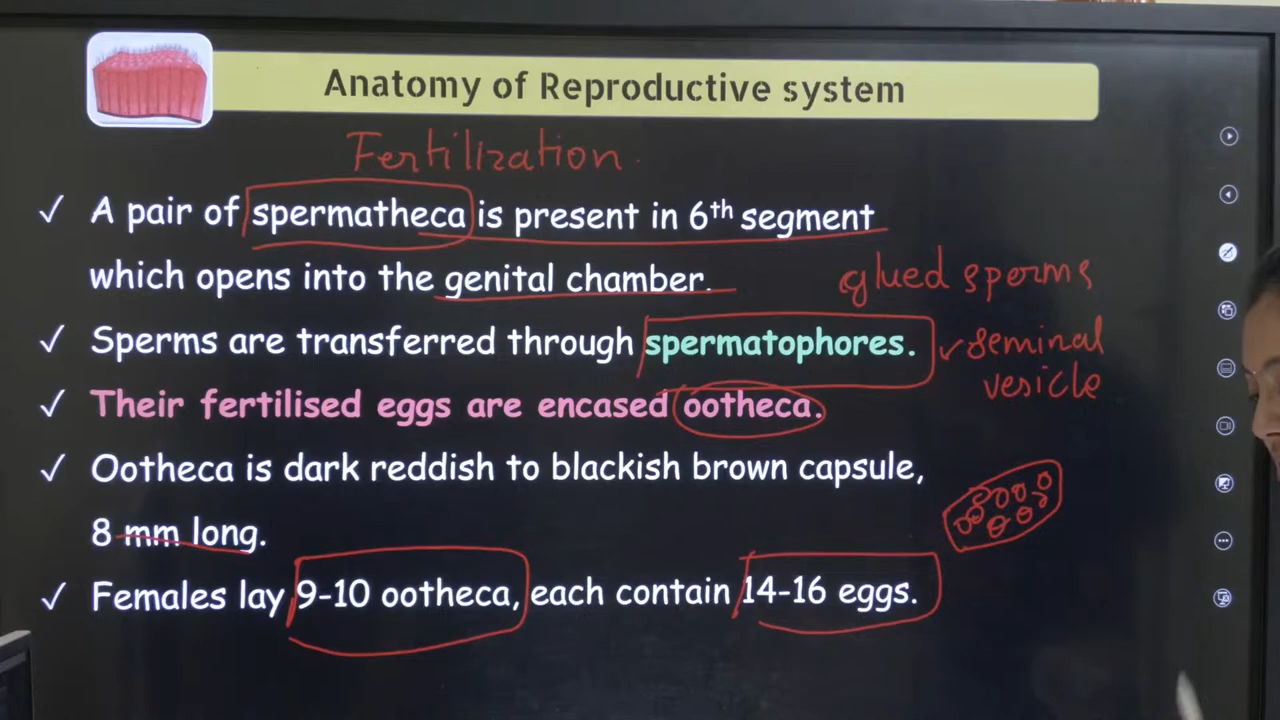 Anatomy of Reproductive system
Fertilization.
✓ A pair of spermatheca is present in 6th segment
which opens into the genital chamber.
glued sperms
✓ Sperms are transferred through spermatophores.
✓ seminal
vesicle
✓ Their fertilised eggs are encased ootheca.
✓ Ootheca is dark reddish to blackish brown capsule,
8 mm long.
✓ Females lay 9-10 ootheca, each contain 14-16 eggs.